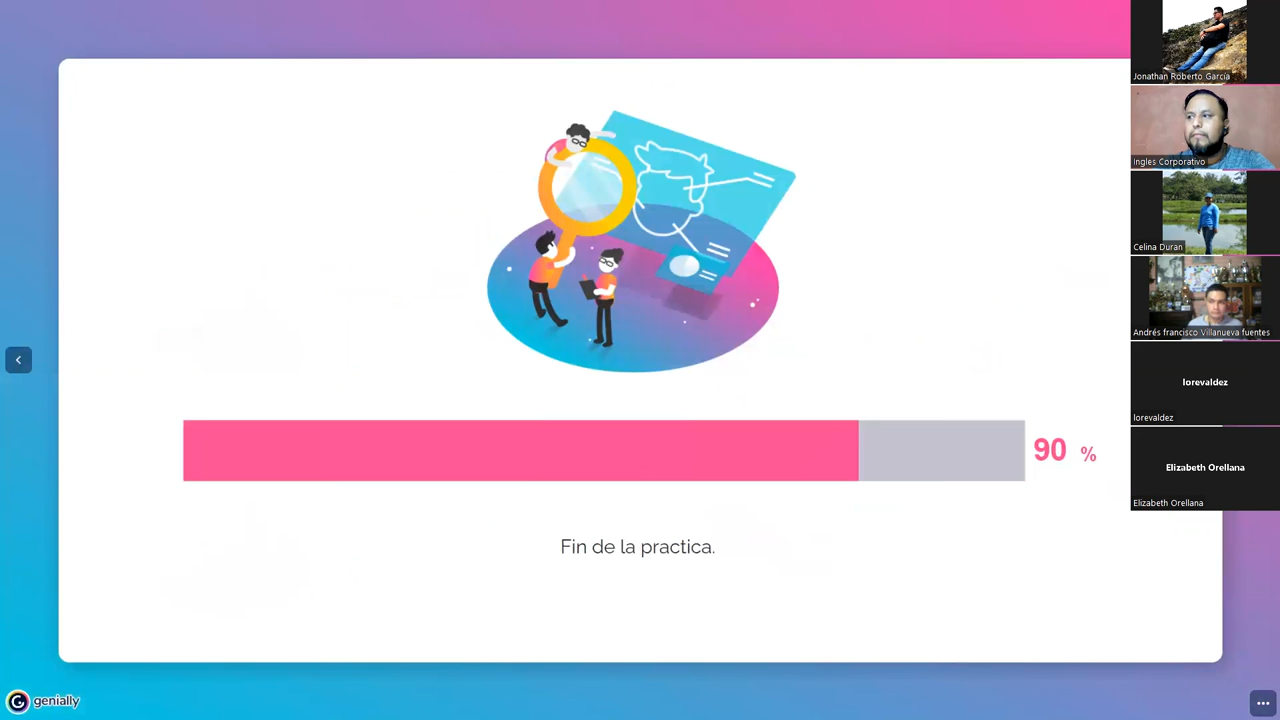 90 %
Fin de la practica.
genially
Jonathan Roberto García
Ingles Corporativo
Celina Duran
Andrés francisco Villanueva fuentes
lorevaldez
lorevaldez
Elizabeth Orellana
Elizabeth Orellana